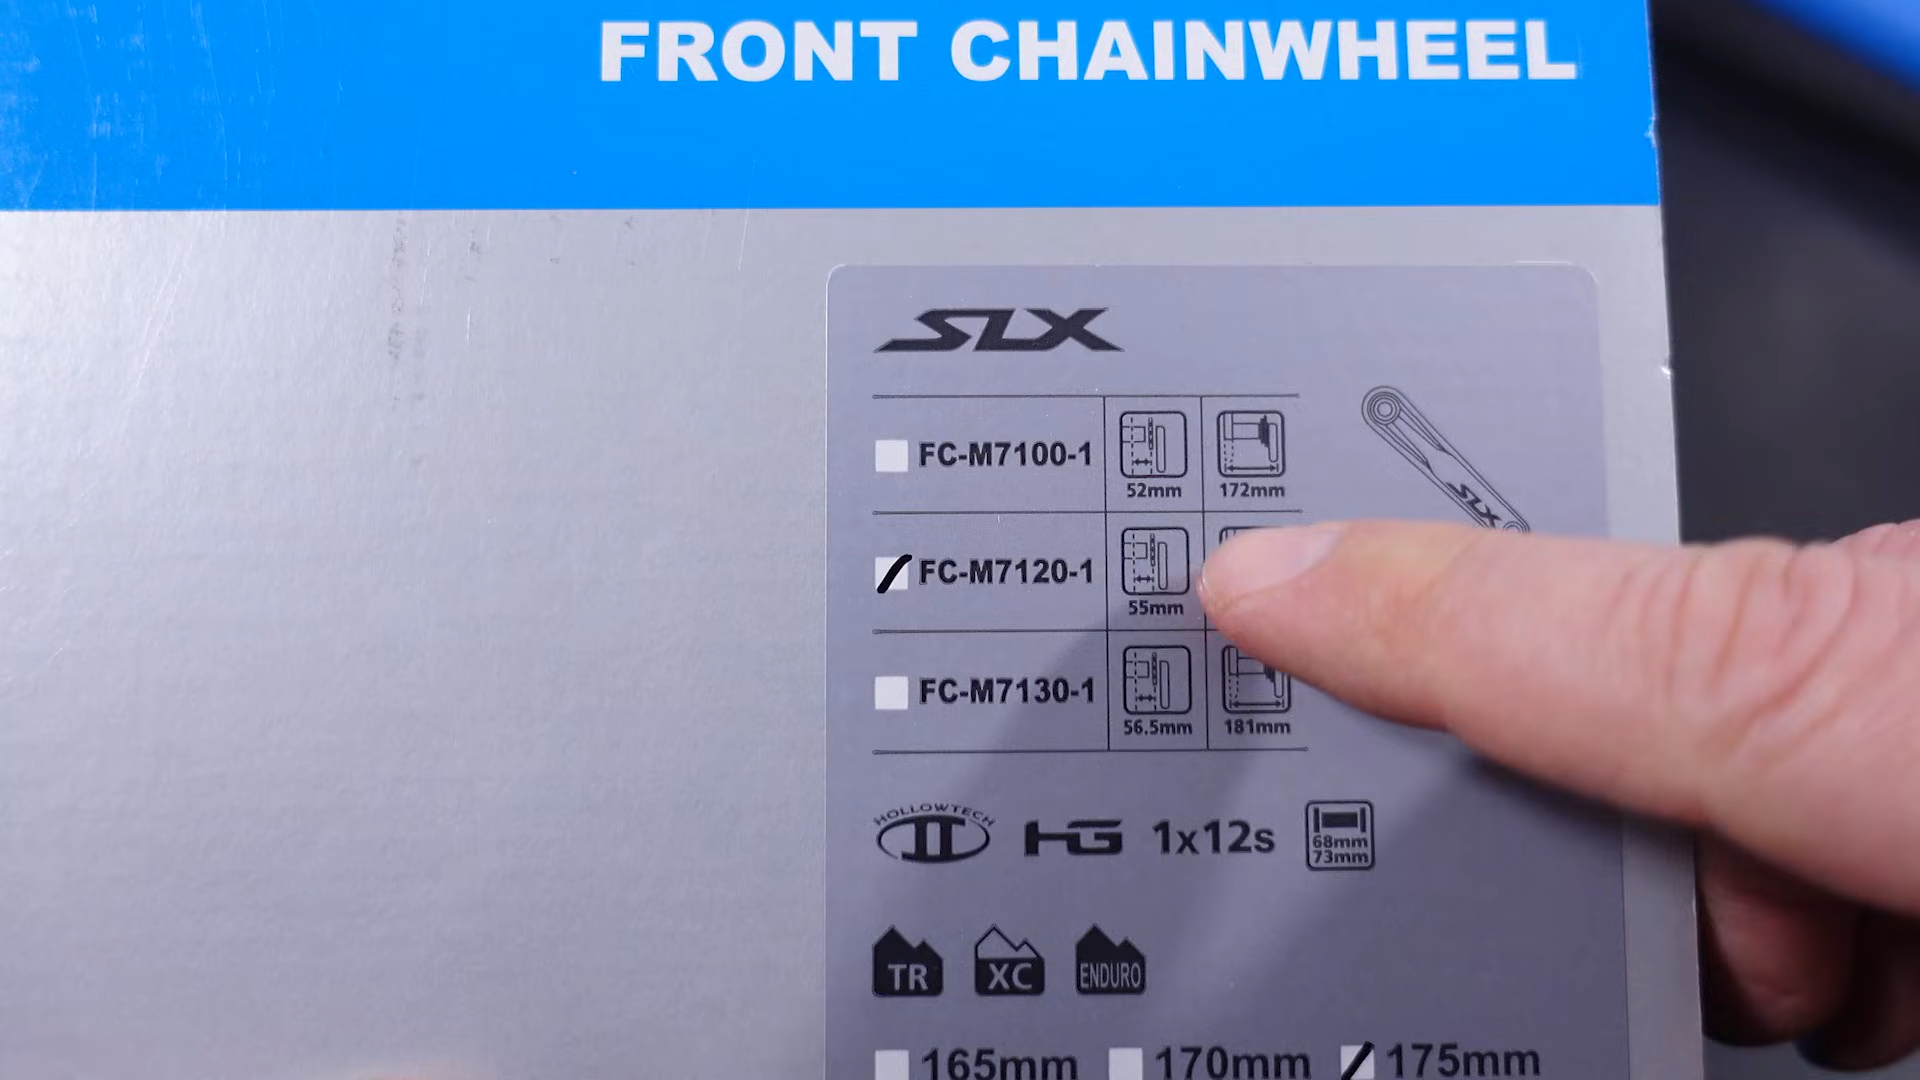 FRONT CHAINWHEEL
SLX
FC-M7100-1
52mm
172mm
SLX
FC-M7120-1
55mm
FC-M7130-1
56.5mm
181mm
HOLLOWTECH
II
HG
1x12s
68mm
73mm
TR
XC
ENDURO
165mm
170mm
175mm